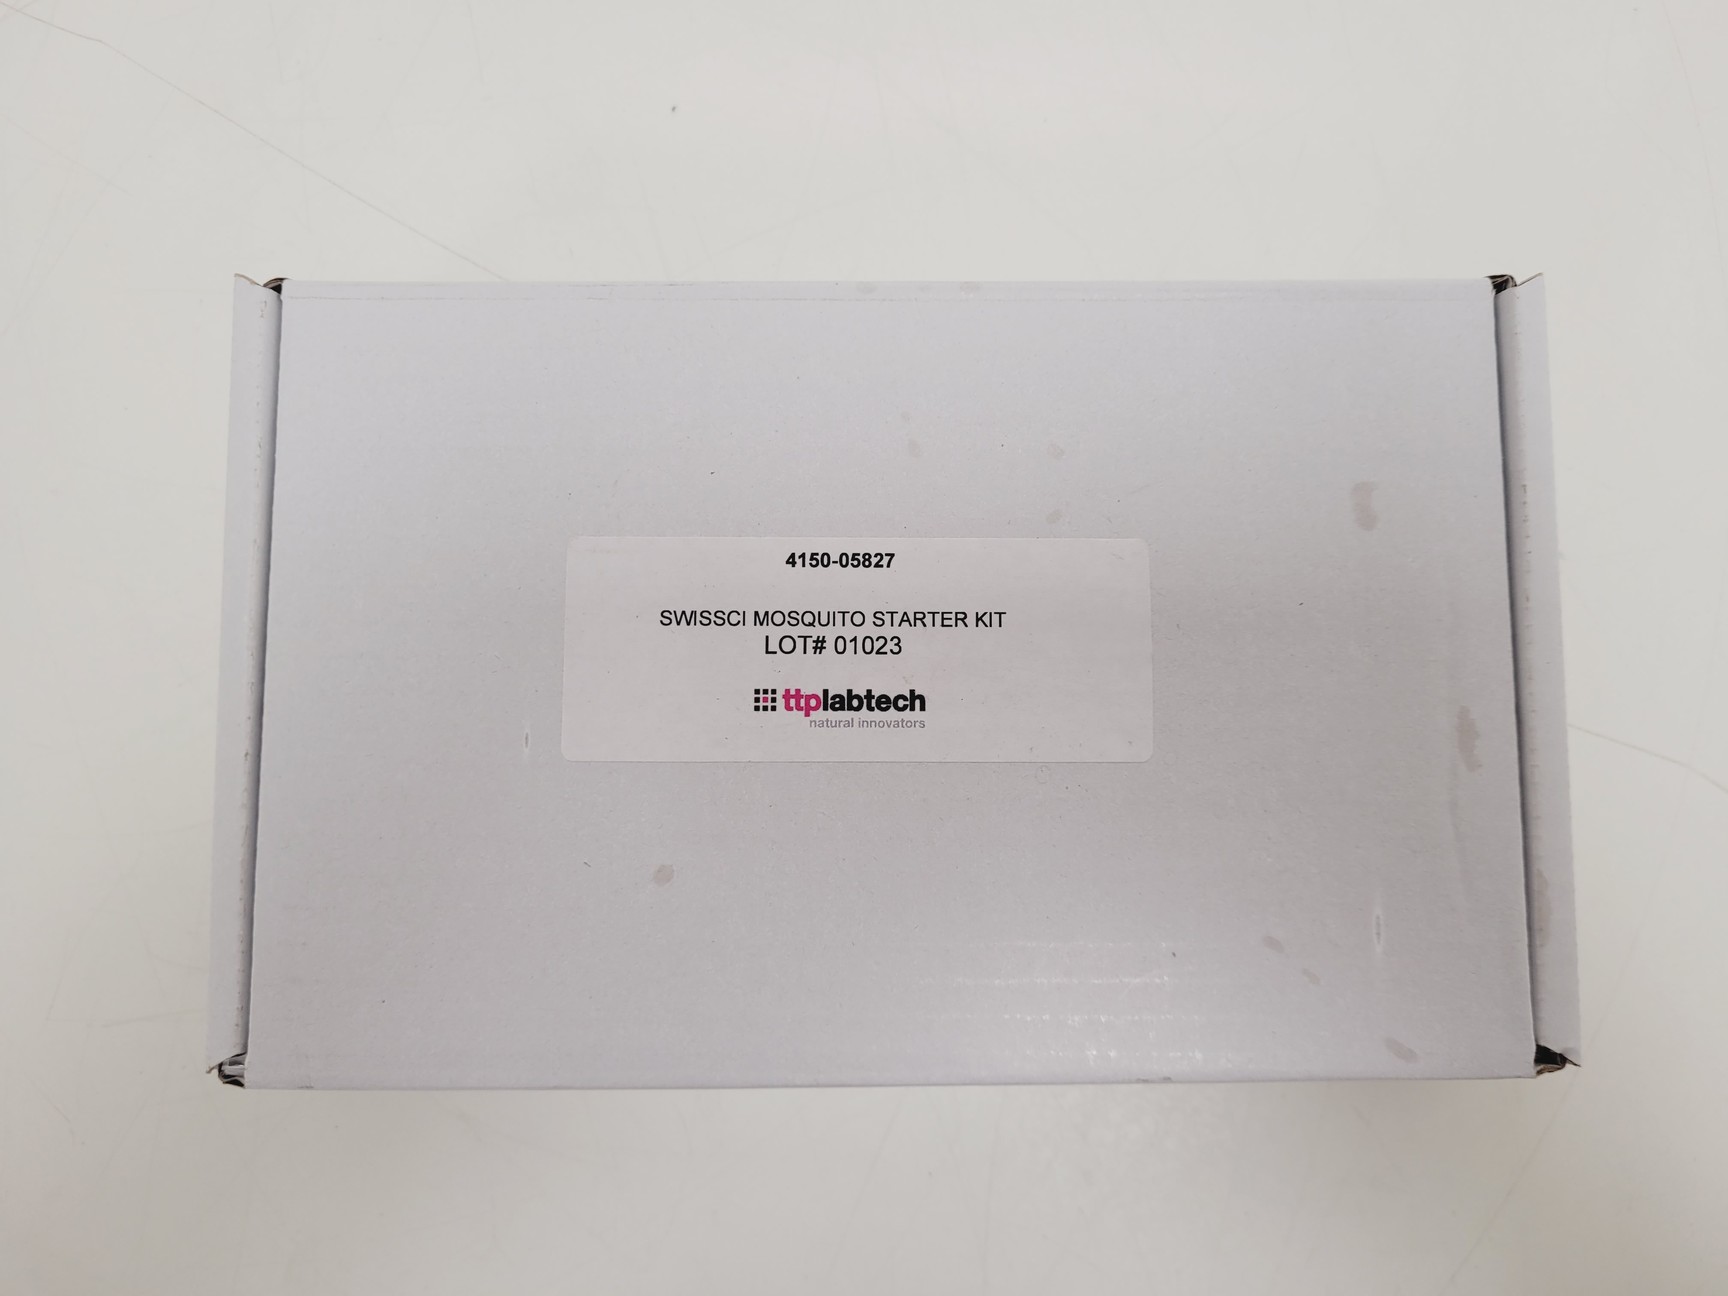 4150-05827
SWISSCI MOSQUITO STARTER KIT
LOT# 01023
ttplabtech
natural innovators